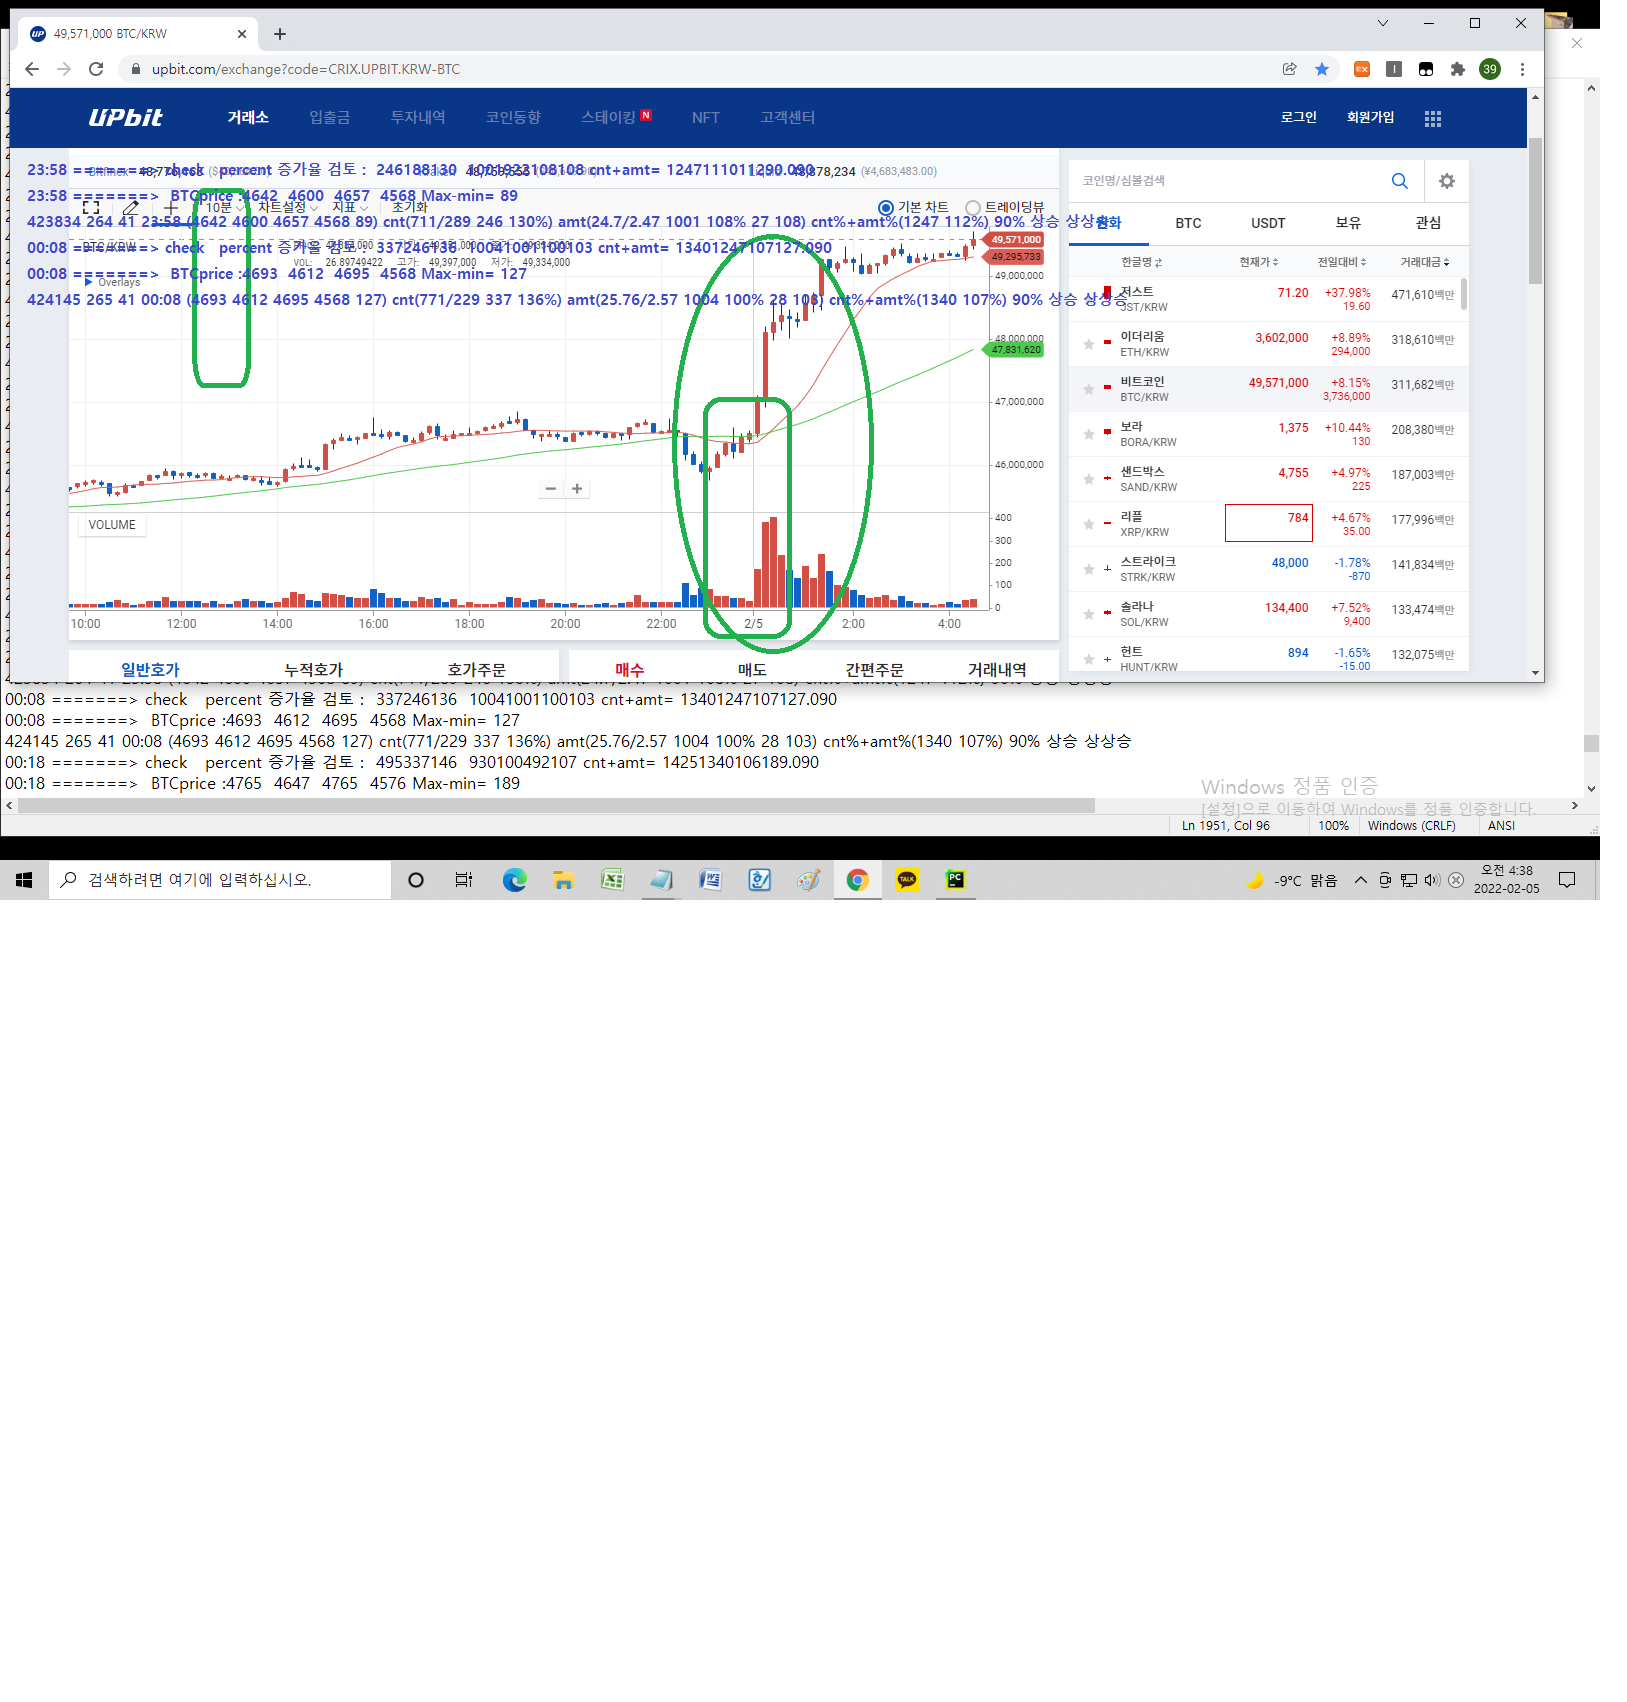 49,571,000 BTC/KRW
upbit.com/exchange?code=CRIX.UPBIT.KRW-BTC
39
UPbit 거래소 입출금 투자내역 코인동향 스테이킹 N NFT 고객센터 로그인 회원가입
23:58 =======> check percent 증가율 검토 : 246188130 1001922108108 cnt+amt= 1247111011290.090
48,878,234 (¥4,683,483.00)
23:58 =======> BTCprice :4642 4600 4657 4568 Max-min= 89
10분 차트설정 지표 초기화 기본 차트 트레이딩뷰
423834 264 41 23:58 (4642 4600 4657 4568 89) cnt(711/289 246 130%) amt(24.7/2.47 1001 108% 27 108) cnt%+amt%(1247 112%) 90% 상승 상상승
BTC/KRW
00:08 =======> check percent 증가율 검토 : 337246136 10041001100103 cnt+amt= 13401247107127.090
VOL: 26.89749422 고가: 49,397,000 저가: 49,334,000
00:08 =======> BTCprice :4693 4612 4695 4568 Max-min= 127
Overlays
424145 265 41 00:08 (4693 4612 4695 4568 127) cnt(771/229 337 136%) amt(25.76/2.57 1004 100% 28 103) cnt%+amt%(1340 107%) 90% 상승 상상승
49,571,000
49,295,733
49,000,000
48,000,000
47,831,620
47,000,000
46,000,000
VOLUME
400
300
200
100
0
10:00 12:00 14:00 16:00 18:00 20:00 22:00 2/5 2:00 4:00
일반호가 누적호가 호가주문 매수 매도 간편주문 거래내역
코인명/심볼검색
원화 BTC USDT 보유 관심
한글명 현재가 전일대비 거래대금
저스트 71.20 +37.98% 471,610백만
JST/KRW 19.60
이더리움 3,602,000 +8.89% 318,610백만
ETH/KRW 294,000
비트코인 49,571,000 +8.15% 311,682백만
BTC/KRW 3,736,000
보라 1,375 +10.44% 208,380백만
BORA/KRW 130
샌드박스 4,755 +4.97% 187,003백만
SAND/KRW 225
리플 784 +4.67% 177,996백만
XRP/KRW 35.00
스트라이크 48,000 -1.78% 141,834백만
STRK/KRW -870
솔라나 134,400 +7.52% 133,474백만
SOL/KRW 9,400
헌트 894 -1.65% 132,075백만
HUNT/KRW -15.00
00:08 =======> check percent 증가율 검토 : 337246136 10041001100103 cnt+amt= 13401247107127.090
00:08 =======> BTCprice :4693 4612 4695 4568 Max-min= 127
424145 265 41 00:08 (4693 4612 4695 4568 127) cnt(771/229 337 136%) amt(25.76/2.57 1004 100% 28 103) cnt%+amt%(1340 107%) 90% 상승 상상승
00:18 =======> check percent 증가율 검토 : 495337146 930100492107 cnt+amt= 14251340106189.090
00:18 =======> BTCprice :4765 4647 4765 4576 Max-min= 189
Windows 정품 인증
[설정]으로 이동하여 Windows를 정품 인증합니다.
Ln 1951, Col 96 100% Windows (CRLF) ANSI
검색하려면 여기에 입력하십시오.
-9°C 맑음
오전 4:38
2022-02-05